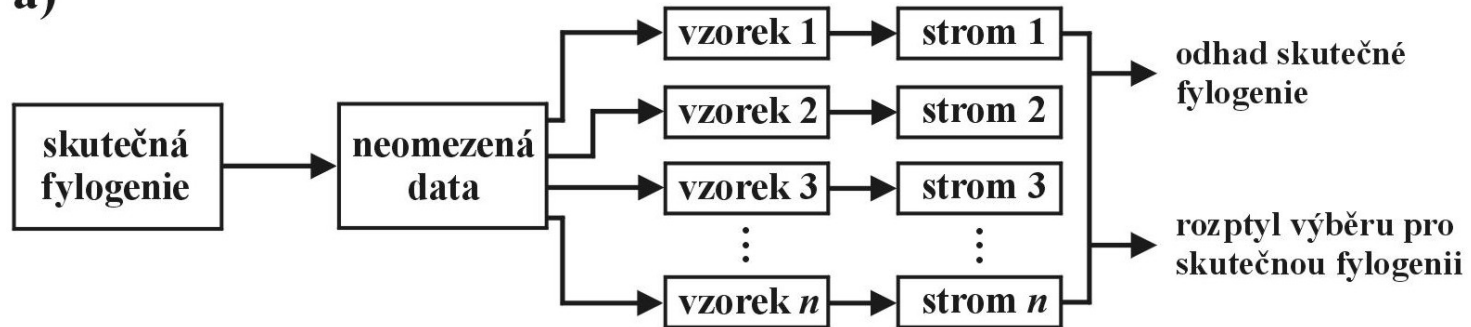 a)
skutečná
fylogenie
neomezená
data
vzorek 1
strom 1
vzorek 2
strom 2
vzorek 3
strom 3
vzorek n
strom n
odhad skutečné
fylogenie
rozptyl výběru pro
skutečnou fylogenii